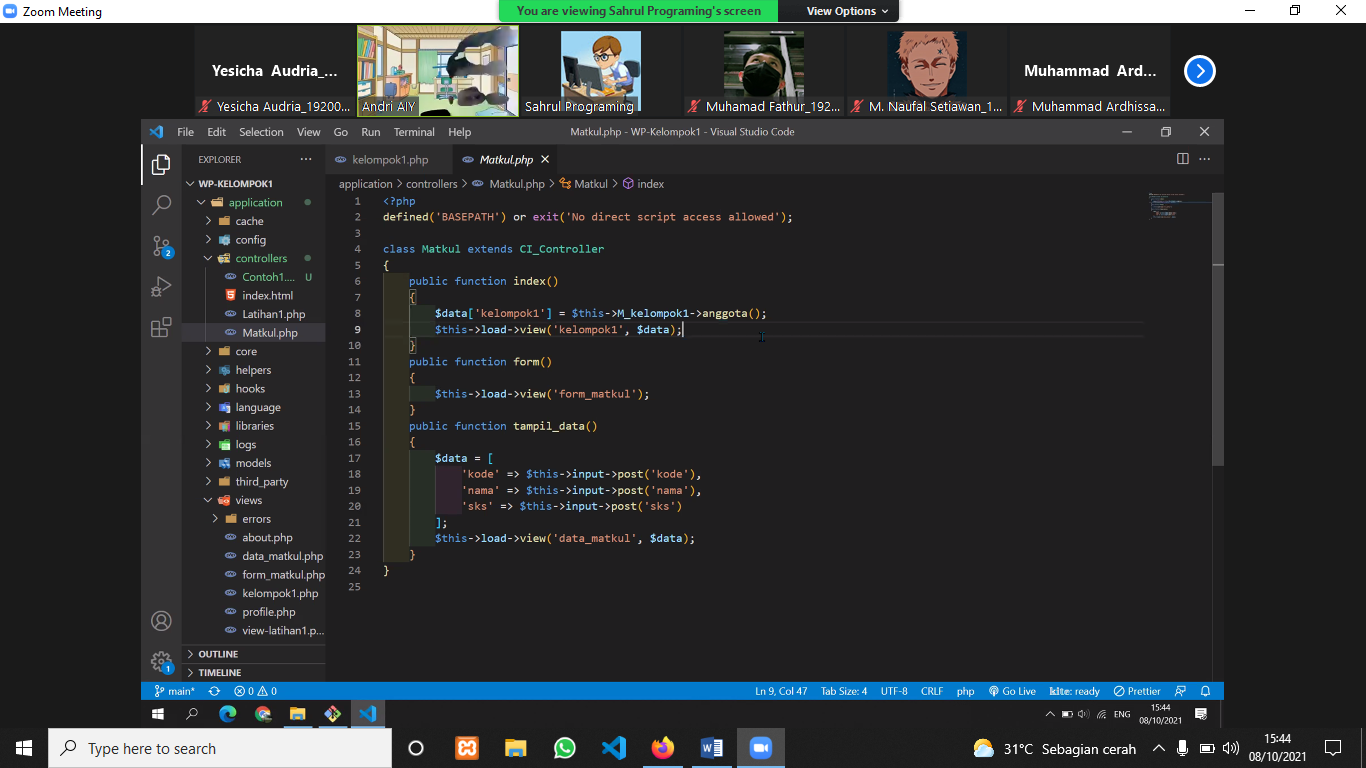 Zoom Meeting
You are viewing Sahrul Programing's screen
View Options
Yesicha Audria_...
Muhammad Ard...
Yesicha Audria_19200...
Andri AlY
Sahrul Programing
Muhamad Fathur_192...
M. Naufal Setiawan_1...
Muhammad Ardhissa...
File Edit Selection View Go Run Terminal Help
Matkul.php - WP-Kelompok1 - Visual Studio Code
EXPLORER
kelompok1.php
Matkul.php
WP-KELOMPOK1
application > controllers > Matkul.php > Matkul > index
application
cache
config
controllers
Contoh1.... U
index.html
Latihan1.php
Matkul.php
core
helpers
hooks
language
libraries
logs
models
third_party
views
errors
about.php
data_matkul.php
form_matkul.php
kelompok1.php
profile.php
view-latihan1.p...
OUTLINE
TIMELINE
2
1
1 <?php
2 defined('BASEPATH') or exit('No direct script access allowed');
3
4 class Matkul extends CI_Controller
5 {
6 public function index()
7 {
8 $data['kelompok1'] = $this->M_kelompok1->anggota();
9 $this->load->view('kelompok1', $data);
10 }
11 public function form()
12 {
13 $this->load->view('form_matkul');
14 }
15 public function tampil_data()
16 {
17 $data = [
18 'kode' => $this->input->post('kode'),
19 'nama' => $this->input->post('nama'),
20 'sks' => $this->input->post('sks')
21 ];
22 $this->load->view('data_matkul', $data);
23 }
24 }
25
main* 0 0 Ln 9, Col 47 Tab Size: 4 UTF-8 CRLF php Go Live kite: ready Prettier
ENG
15:44
08/10/2021
Type here to search
31°C Sebagian cerah
15:44
08/10/2021